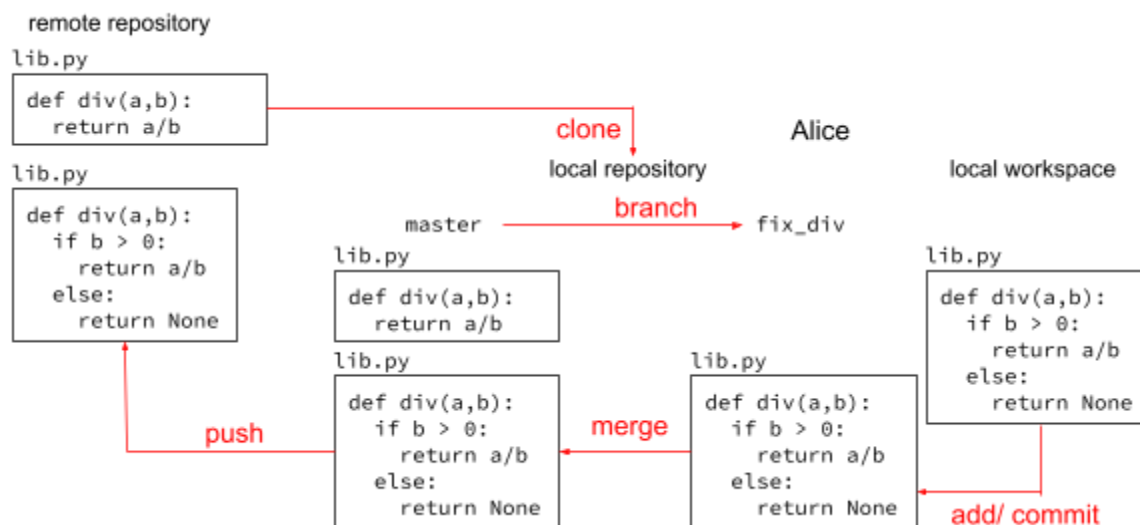 remote repository
lib.py
def div(a,b):
  return a/b
clone
Alice
lib.py
def div(a,b):
  if b > 0:
    return a/b
  else:
    return None
local repository
local workspace
master
branch
fix_div
lib.py
def div(a,b):
  return a/b
lib.py
def div(a,b):
  if b > 0:
    return a/b
  else:
    return None
lib.py
def div(a,b):
  if b > 0:
    return a/b
  else:
    return None
lib.py
def div(a,b):
  if b > 0:
    return a/b
  else:
    return None
push
merge
add/ commit